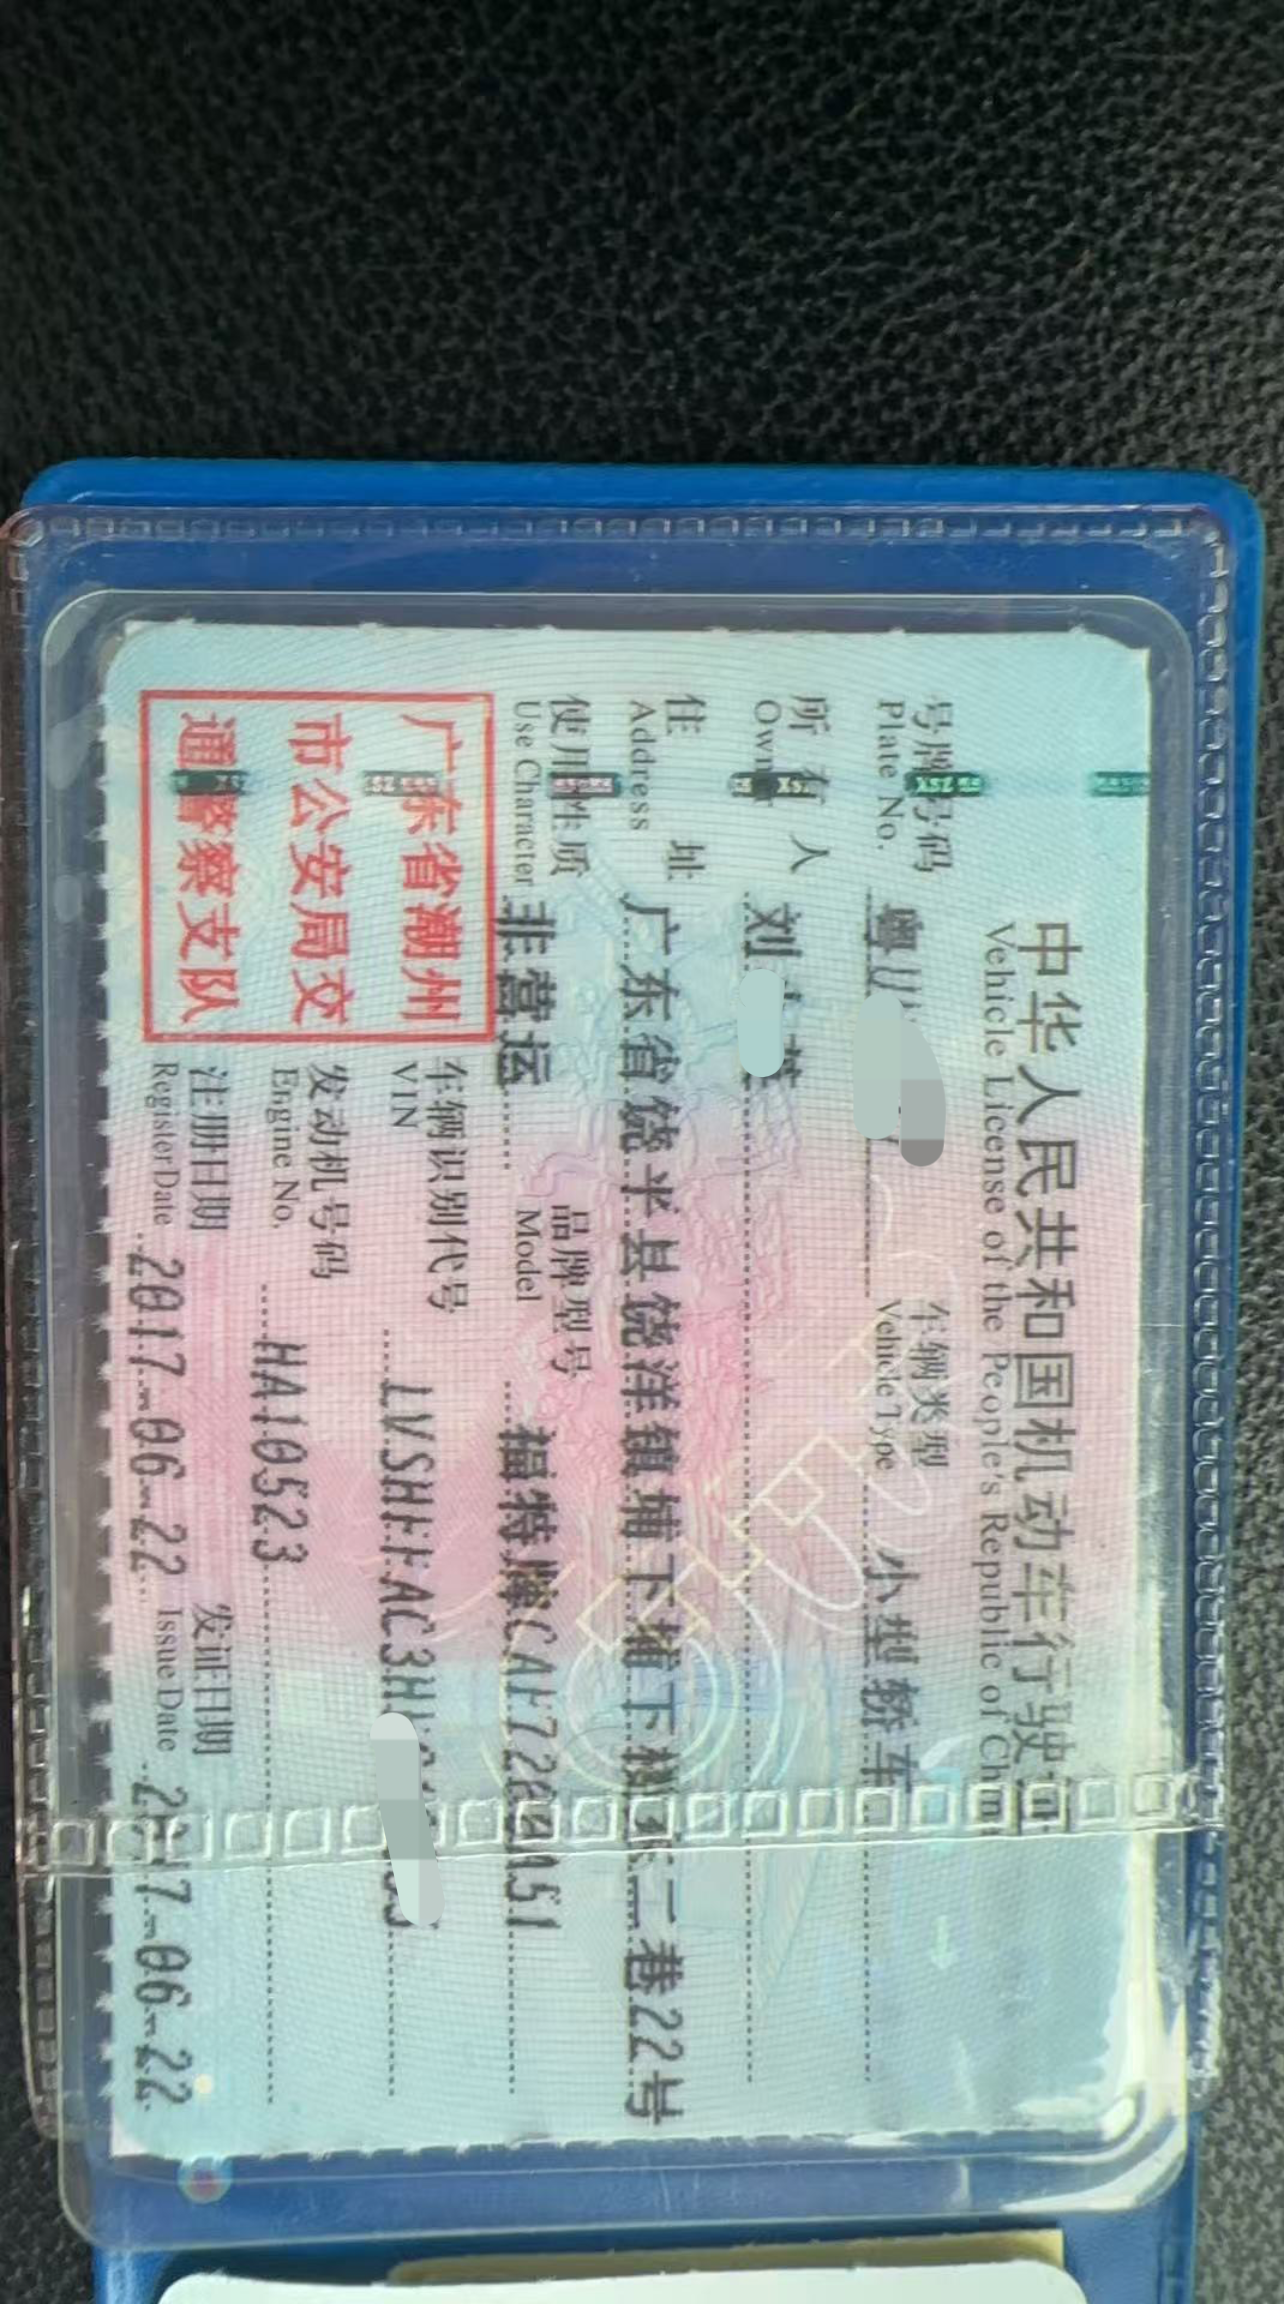 中华人民共和国机动车行驶证
Vehicle License of the People's Republic of China
号牌号码
Plate No.
粤
车辆类型
Vehicle Type
小型轿车
所有人
Owner
刘
住址
Address
广东省饶平县饶洋镇埔下埔下 二巷22号
使用性质
Use Character
非营运
品牌型号
Model
福特牌
广东省潮州
市公安局交
通警察支队
车辆识别代号
VIN
LVSHFFAC3H
发动机号码
Engine No.
HA10523
注册日期
Register Date
2017-06-22
发证日期
Issue Date
2017-06-22